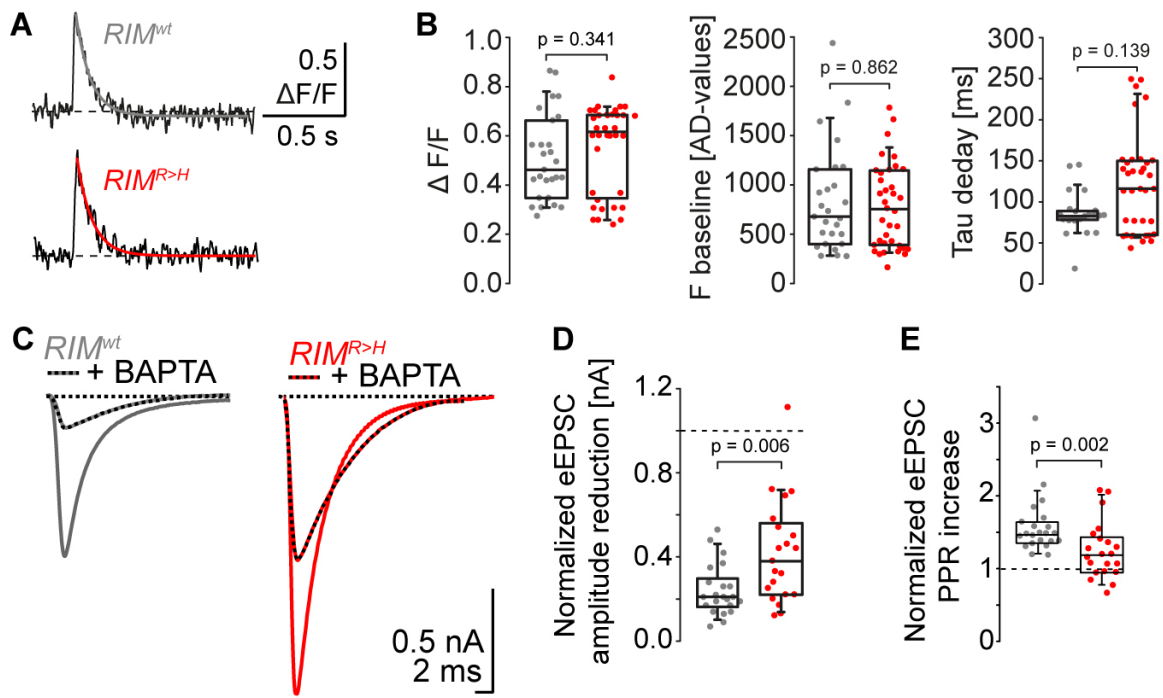 A
RIMwt
0.5
ΔF/F
0.5 s
RIMR>H
B
Δ F/F
1.0
0.8
0.6
0.4
0.2
0.0
p = 0.341
F baseline [AD-values]
2500
2000
1500
1000
500
0
p = 0.862
Tau deday [ms]
300
250
200
150
100
50
0
p = 0.139
C
RIMwt
+ BAPTA
RIMR>H
+ BAPTA
0.5 nA
2 ms
D
Normalized eEPSC
amplitude reduction [nA]
1.2
0.8
0.4
0.0
p = 0.006
E
Normalized eEPSC
PPR increase
3
2
1
0
p = 0.002